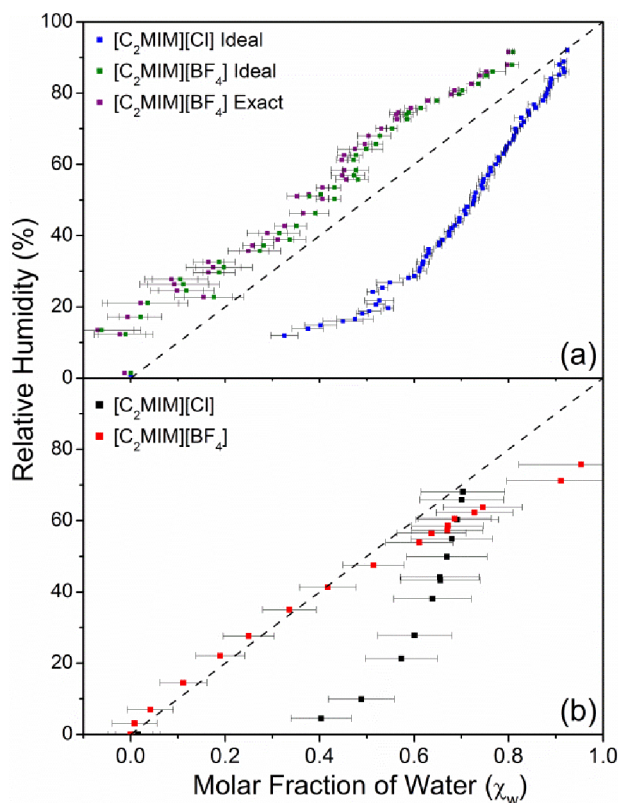 100
[C₂MIM][Cl] Ideal
[C₂MIM][BF₄] Ideal
[C₂MIM][BF₄] Exact
80
60
40
20
0
(a)
Relative Humidity (%)
[C₂MIM][Cl]
[C₂MIM][BF₄]
80
60
40
20
0
(b)
0.0 0.2 0.4 0.6 0.8 1.0
Molar Fraction of Water (χw)